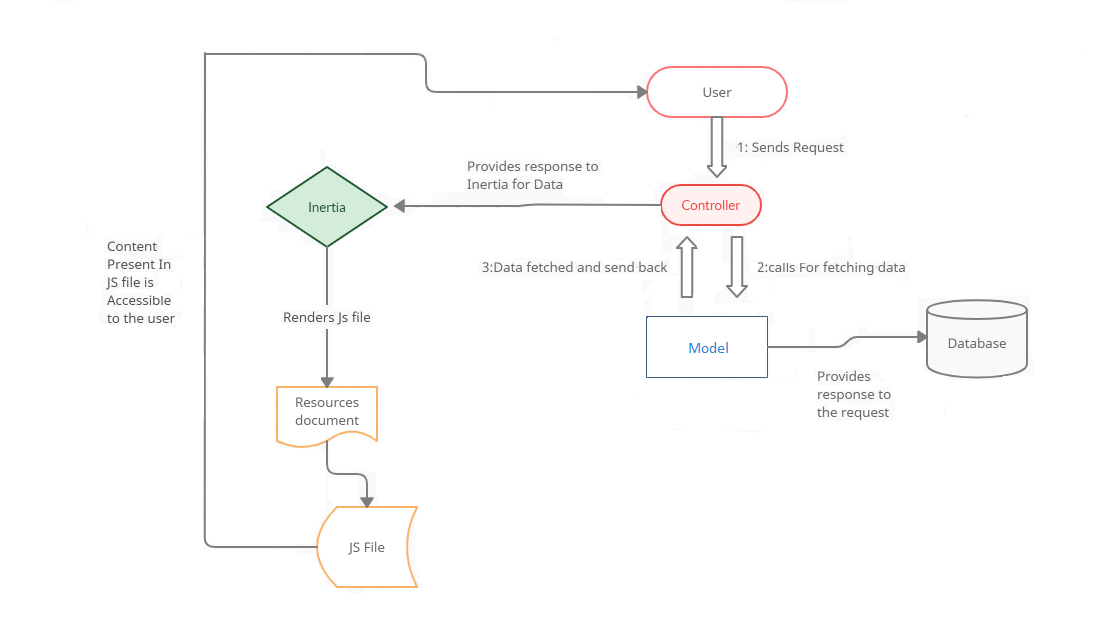 User
1: Sends Request
Provides response to
Inertia for Data
Inertia
Controller
Content
Present In
JS file is
Accessible
to the user
3:Data fetched and send back
2:calls For fetching data
Renders Js file
Model
Database
Provides
response to
the request
Resources
document
JS File